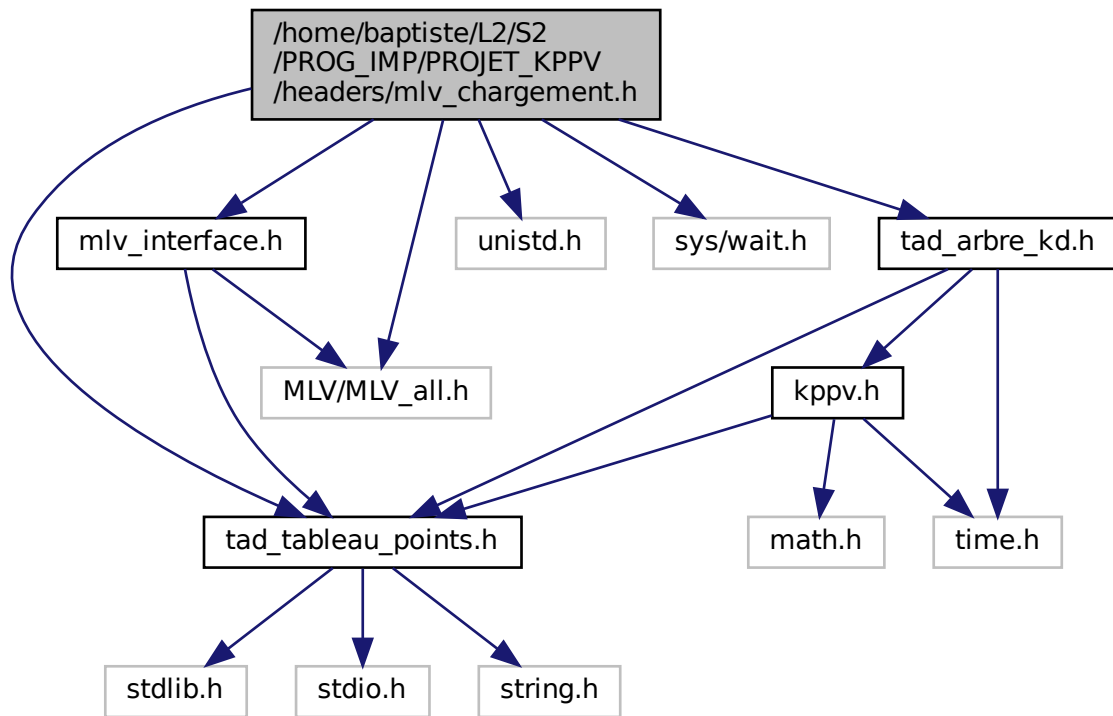 /home/baptiste/L2/S2
/PROG_IMP/PROJET_KPPV
/headers/mlv_chargement.h
mlv_interface.h
unistd.h
sys/wait.h
tad_arbre_kd.h
MLV/MLV_all.h
kppv.h
tad_tableau_points.h
math.h
time.h
stdlib.h
stdio.h
string.h